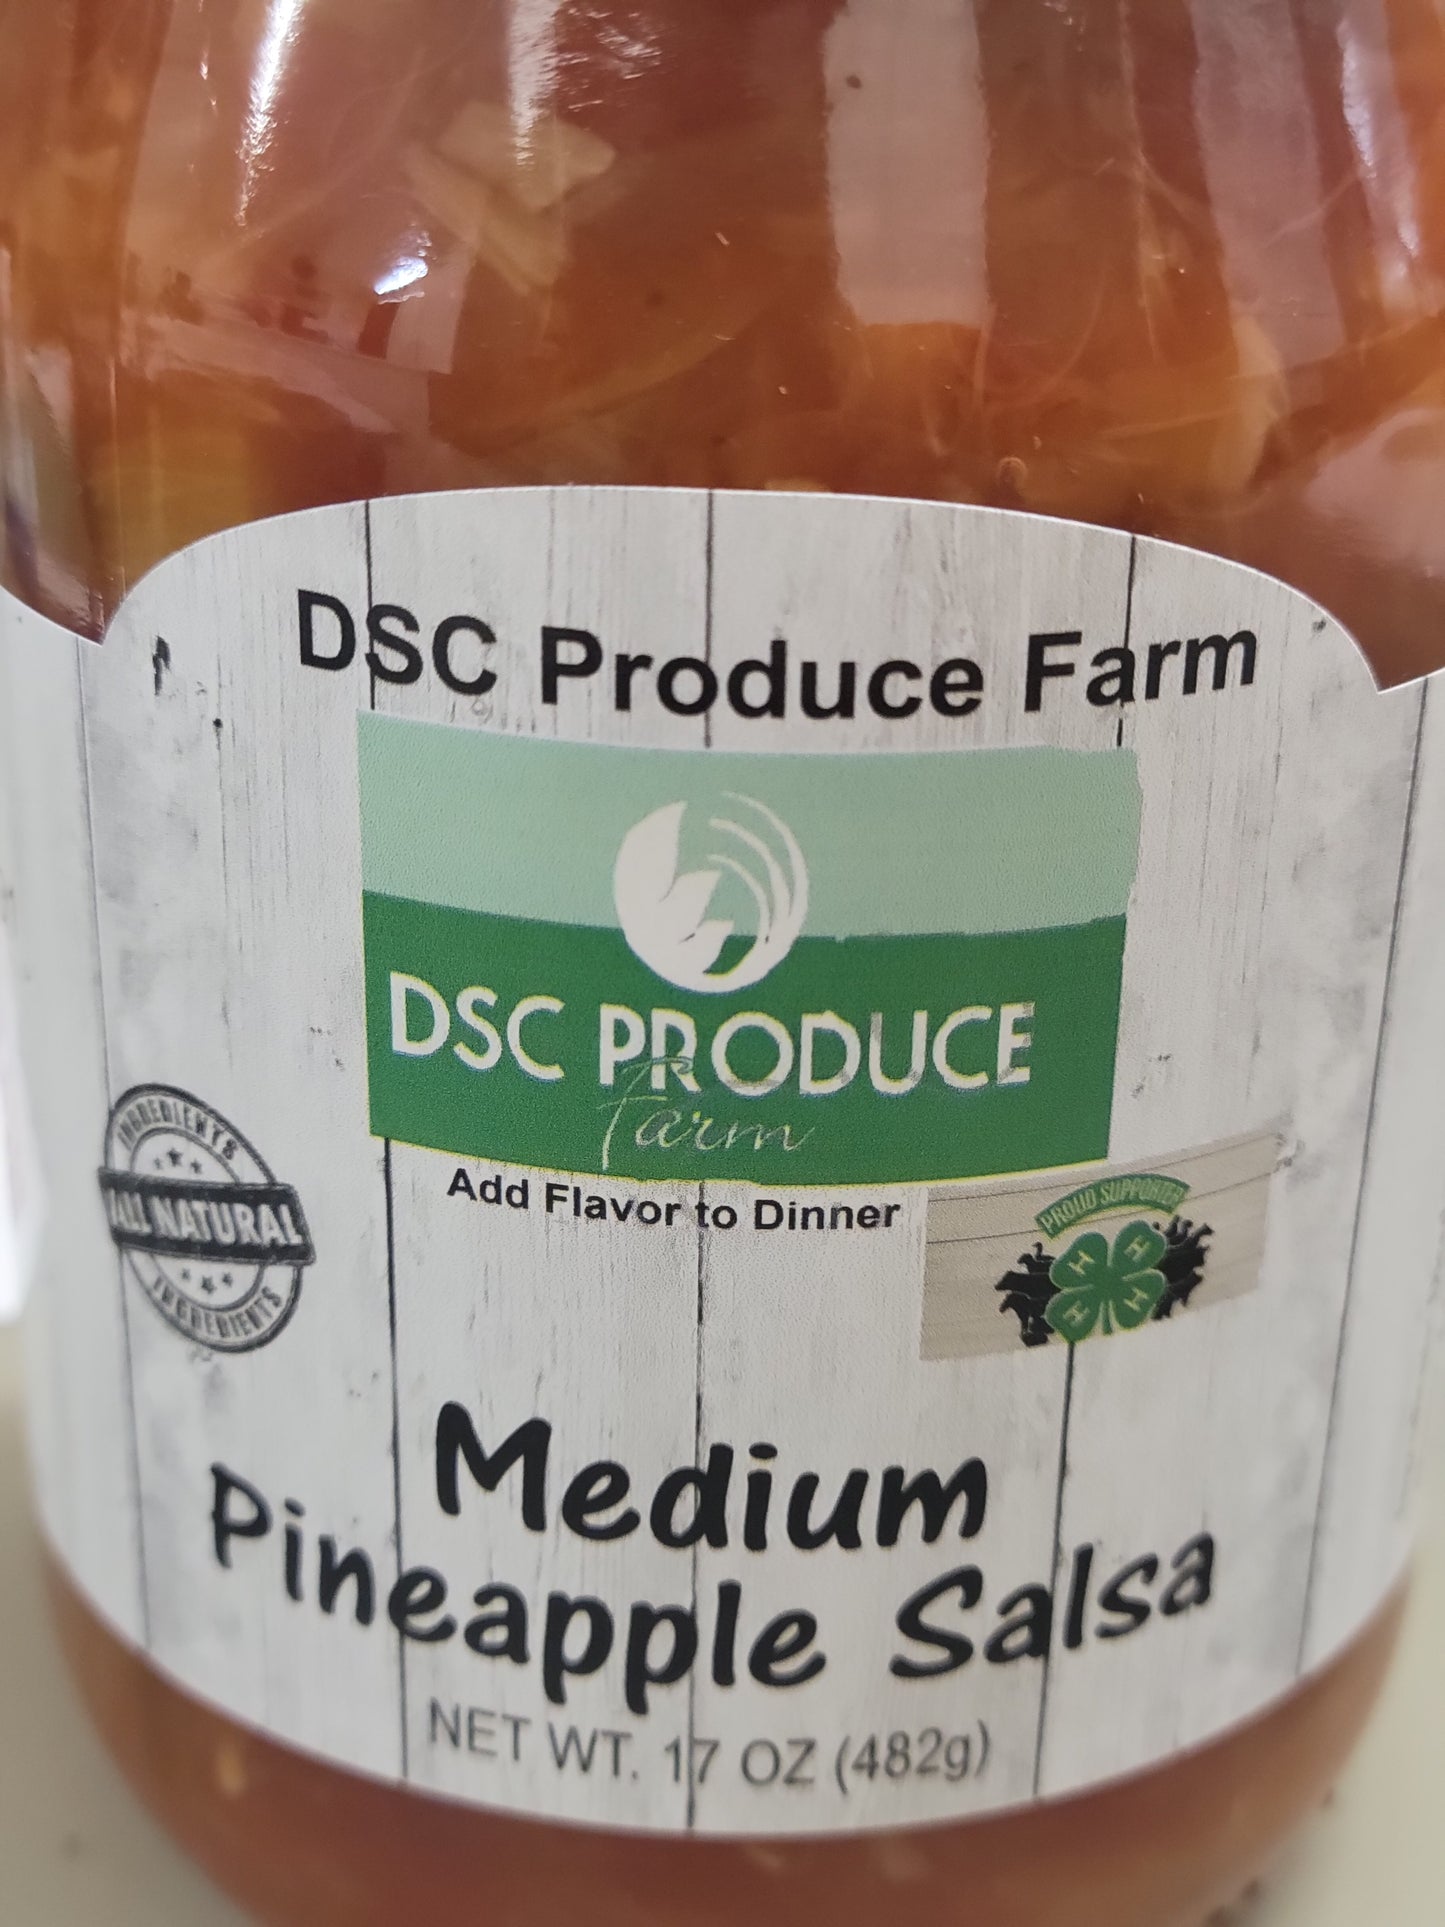 DSC Produce Farm
DSC PRODUCE
Farm
Add Flavor to Dinner
INGREDIENTS
ALL NATURAL
INGREDIENTS
PROUD SUPPORTER
H H
H H
Medium
Pineapple Salsa
NET WT. 17 OZ (482g)